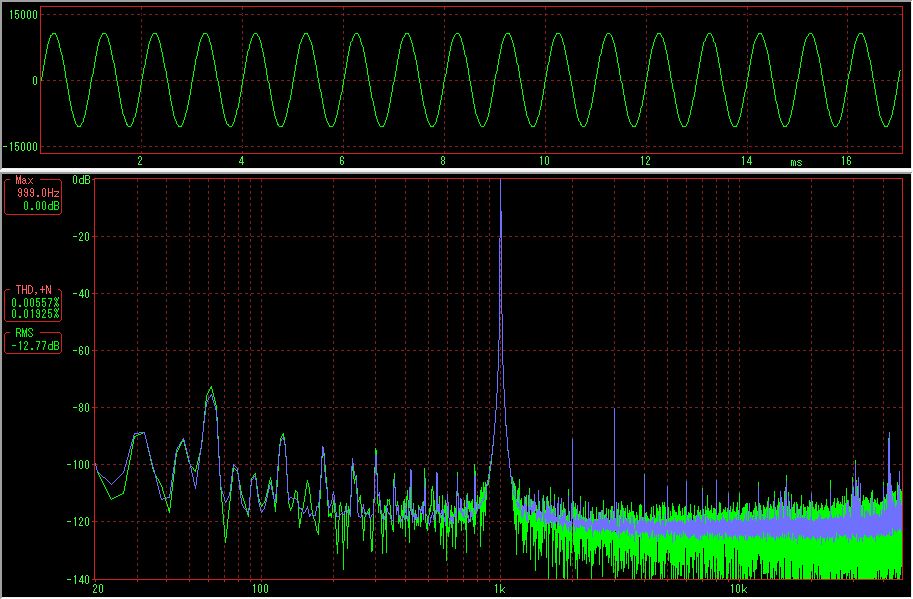 15000
0
-15000
2 4 6 8 10 12 14 ms 16
Max
999.0Hz
0.00dB
THD,+N
0.00557%
0.01925%
RMS
-12.77dB
0dB
-20
-40
-60
-80
-100
-120
-140
20 100 1k 10k